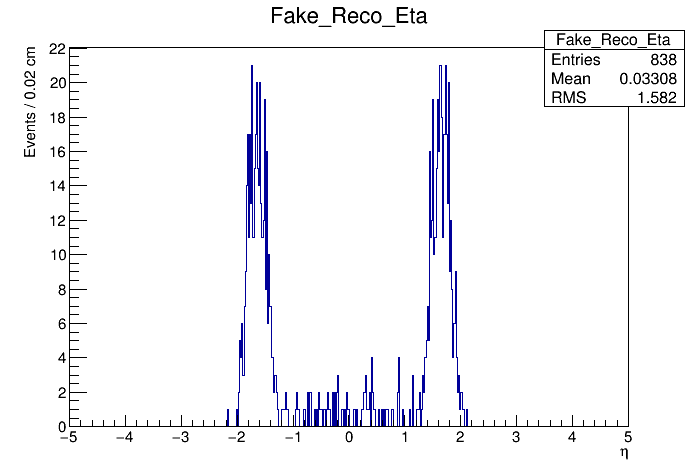 Fake_Reco_Eta
Fake_Reco_Eta
Entries 838
Mean 0.03308
RMS 1.582
Events / 0.02 cm
22
20
18
16
14
12
10
8
6
4
2
0
−5 −4 −3 −2 −1 0 1 2 3 4 5
η